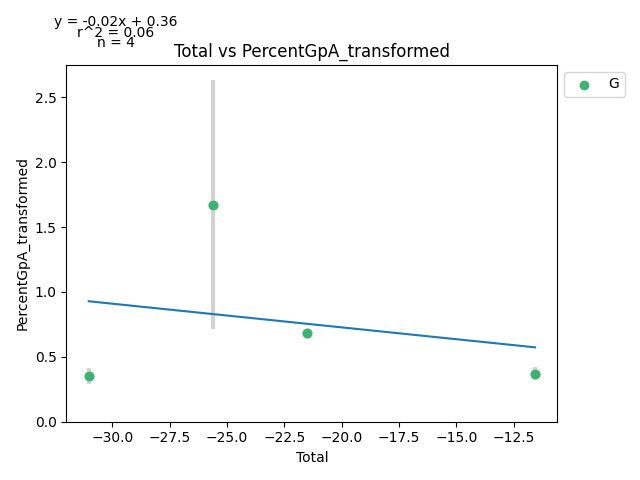 y = -0.02x + 0.36
r^2 = 0.06
n = 4
Total vs PercentGpA_transformed
G
PercentGpA_transformed
2.5
2.0
1.5
1.0
0.5
0.0
−30.0 −27.5 −25.0 −22.5 −20.0 −17.5 −15.0 −12.5
Total